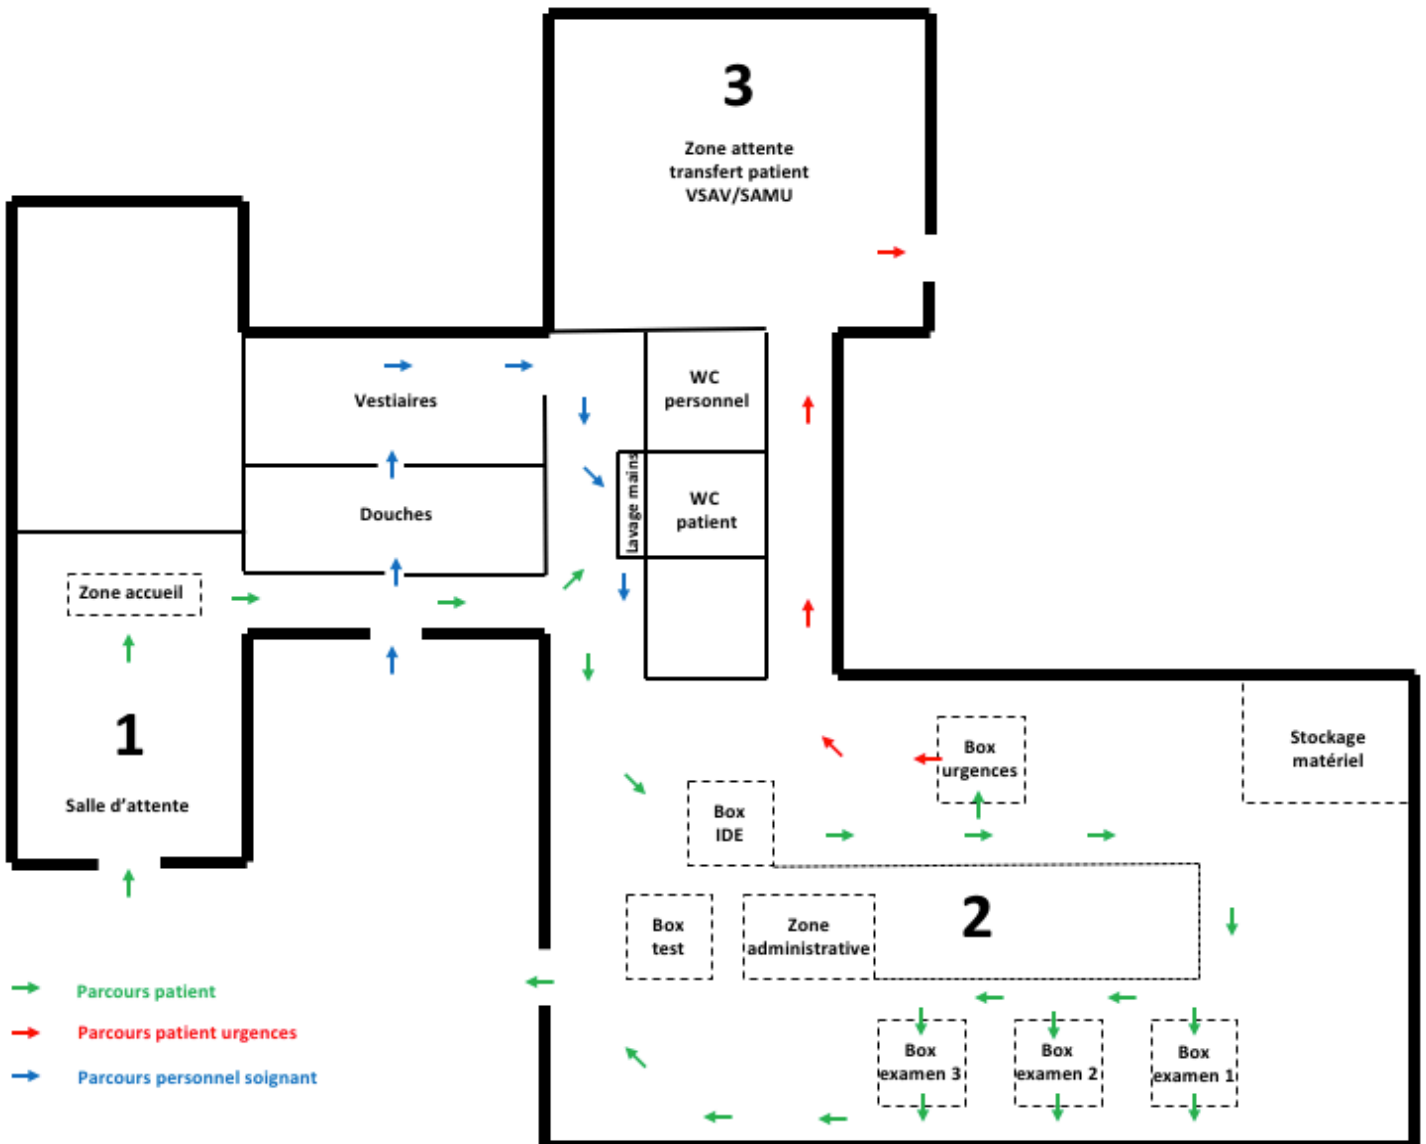 3
Zone attente
transfert patient
VSAV/SAMU
Vestiaires
WC
personnel
Douches
Lavage mains
WC
patient
Zone accueil
1
Salle d'attente
Box
urgences
Stockage
matériel
Box
IDE
2
Box
test
Zone
administrative
Box
examen 3
Box
examen 2
Box
examen 1
Parcours patient
Parcours patient urgences
Parcours personnel soignant